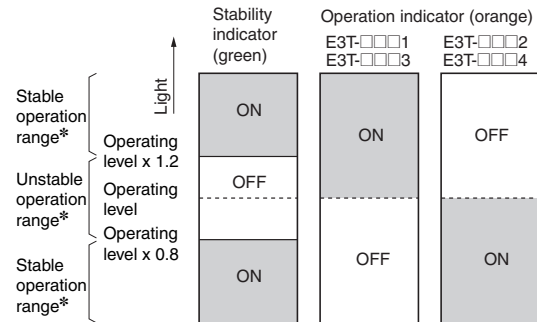 Stability
indicator
(green)
Operation indicator (orange)
E3T-□□□1
E3T-□□□3
E3T-□□□2
E3T-□□□4
Light
Stable
operation
range*
Operating
level x 1.2
Unstable
operation
range*
Operating
level
Operating
level x 0.8
Stable
operation
range*
ON
OFF
ON
ON
OFF
OFF
ON